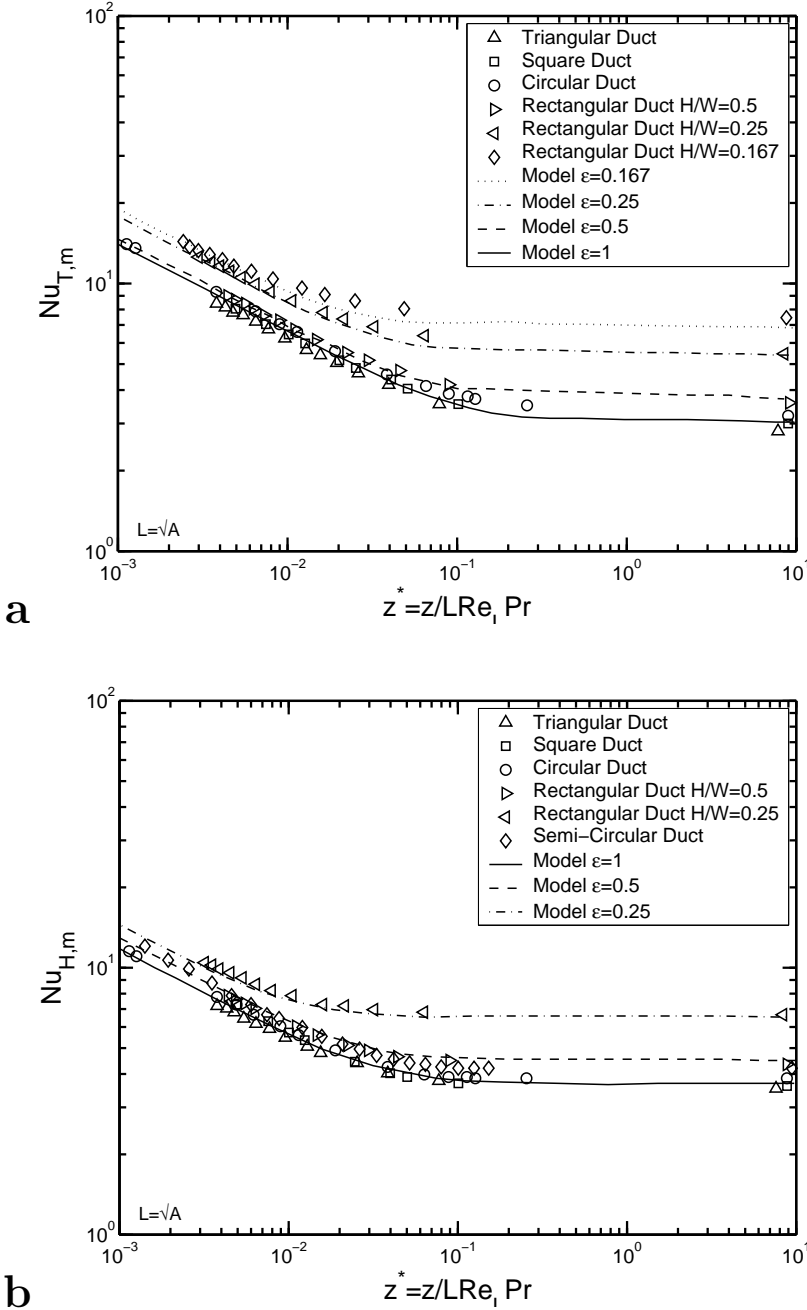 10²
Triangular Duct
Square Duct
Circular Duct
Rectangular Duct H/W=0.5
Rectangular Duct H/W=0.25
Rectangular Duct H/W=0.167
Model ε=0.167
Model ε=0.25
Model ε=0.5
Model ε=1
Nu_T,m
10¹
L=√A
10⁰
10⁻³ 10⁻² 10⁻¹ 10⁰ 10¹
z*=z/LRe_L Pr
a
10²
Triangular Duct
Square Duct
Circular Duct
Rectangular Duct H/W=0.5
Rectangular Duct H/W=0.25
Semi-Circular Duct
Model ε=1
Model ε=0.5
Model ε=0.25
Nu_H,m
10¹
L=√A
10⁰
10⁻³ 10⁻² 10⁻¹ 10⁰ 10¹
z*=z/LRe_L Pr
b